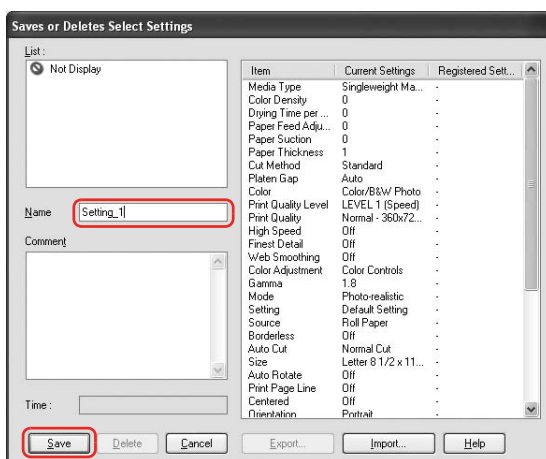 Saves or Deletes Select Settings
List :
Not Display
Name
Setting_1
Comment
Time :
Item Current Settings Registered Sett...
Media Type Singleweight Ma... -
Color Density 0 -
Drying Time per ... 0 -
Paper Feed Adju... 0 -
Paper Suction 0 -
Paper Thickness 1 -
Cut Method Standard -
Platen Gap Auto -
Color Color/B&W Photo -
Print Quality Level LEVEL 1 (Speed) -
Print Quality Normal - 360x72... -
High Speed Off -
Finest Detail Off -
Web Smoothing Off -
Color Adjustment Color Controls -
Gamma 1.8 -
Mode Photo-realistic -
Setting Default Setting -
Source Roll Paper -
Borderless Off -
Auto Cut Normal Cut -
Size Letter 8 1/2 x 11... -
Auto Rotate Off -
Print Page Line Off -
Centered Off -
Orientation Portrait -
Save Delete Cancel Export... Import... Help